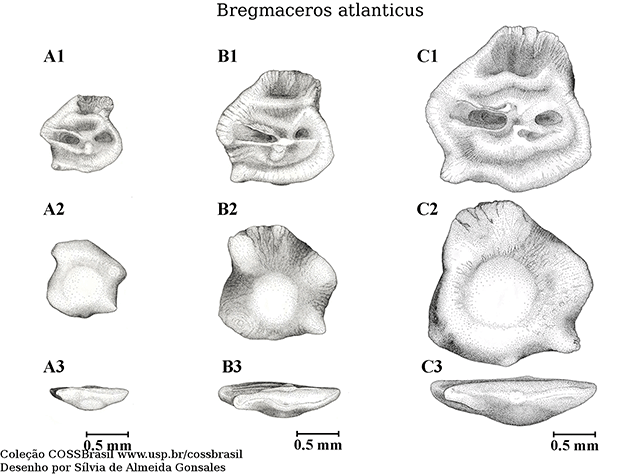 Bregmaceros atlanticus
A1 B1 C1
A2 B2 C2
A3 B3 C3
0.5 mm 0.5 mm 0.5 mm
Coleção COSSBrasil www.usp.br/cossbrasil
Desenho por Sílvia de Almeida Gonsales